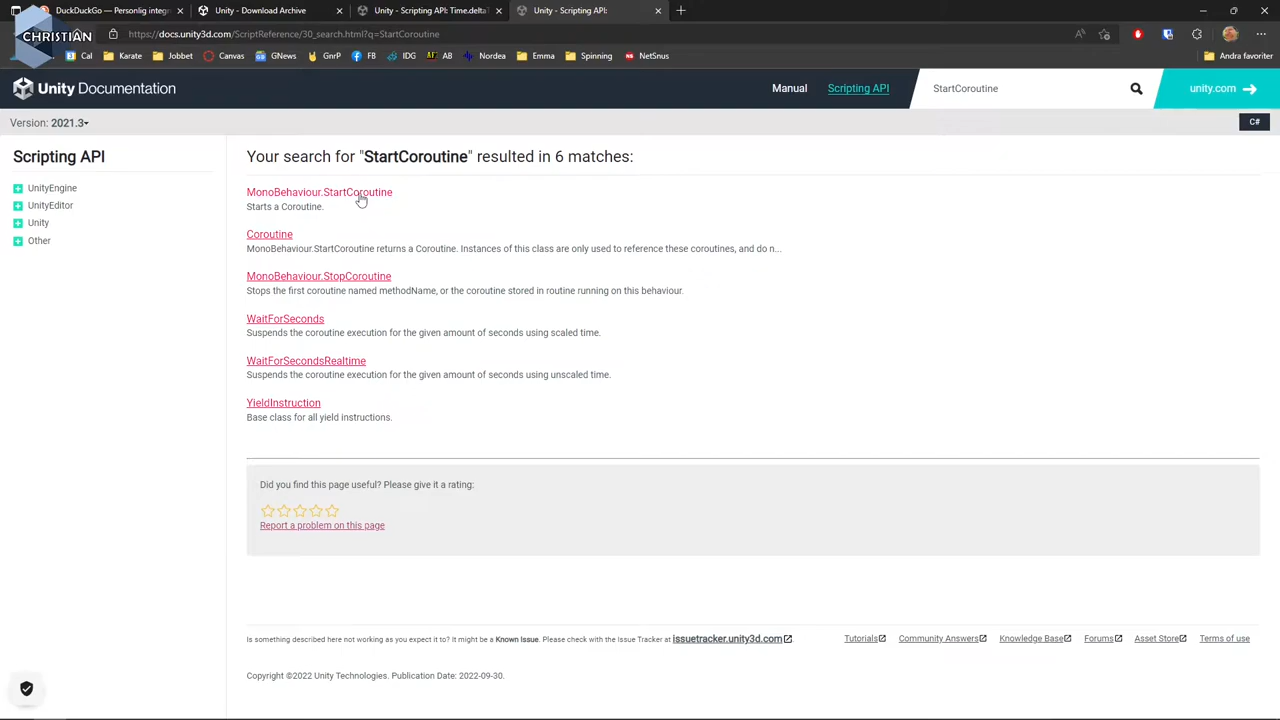 DuckDuckGo — Personlig inte
Unity - Download Archive
Unity - Scripting API: Time.delta
Unity - Scripting API:
CHRISTIAN
https://docs.unity3d.com/ScriptReference/30_search.html?q=StartCoroutine
Cal
Karate
Jobbet
Canvas
GNews
GnrP
FB
IDG
AB
Nordea
Emma
Spinning
NetSnus
Andra favoriter
Unity Documentation
Manual
Scripting API
StartCoroutine
unity.com
Version: 2021.3
C#
Scripting API
UnityEngine
UnityEditor
Unity
Other
Your search for "StartCoroutine" resulted in 6 matches:
MonoBehaviour.StartCoroutine
Starts a Coroutine.
Coroutine
MonoBehaviour.StartCoroutine returns a Coroutine. Instances of this class are only used to reference these coroutines, and do n...
MonoBehaviour.StopCoroutine
Stops the first coroutine named methodName, or the coroutine stored in routine running on this behaviour.
WaitForSeconds
Suspends the coroutine execution for the given amount of seconds using scaled time.
WaitForSecondsRealtime
Suspends the coroutine execution for the given amount of seconds using unscaled time.
YieldInstruction
Base class for all yield instructions.
Did you find this page useful? Please give it a rating:
Report a problem on this page
Is something described here not working as you expect it to? It might be a Known Issue. Please check with the Issue Tracker at issuetracker.unity3d.com
Tutorials
Community Answers
Knowledge Base
Forums
Asset Store
Terms of use
Copyright ©2022 Unity Technologies. Publication Date: 2022-09-30.